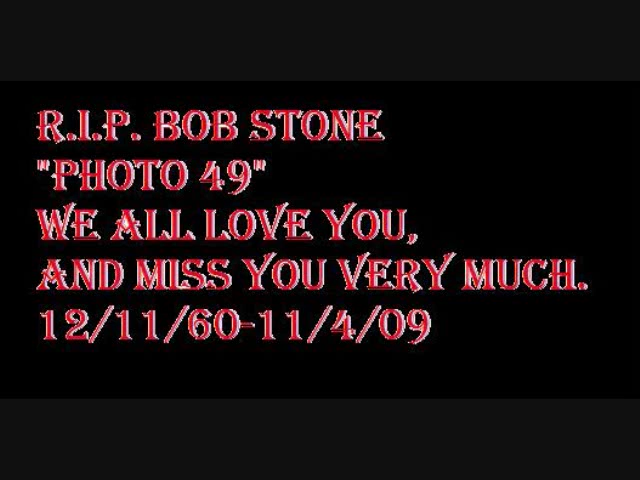 R.I.P. BOB STONE
"PHOTO 49"
WE ALL LOVE YOU,
AND MISS YOU VERY MUCH.
12/11/60-11/4/09